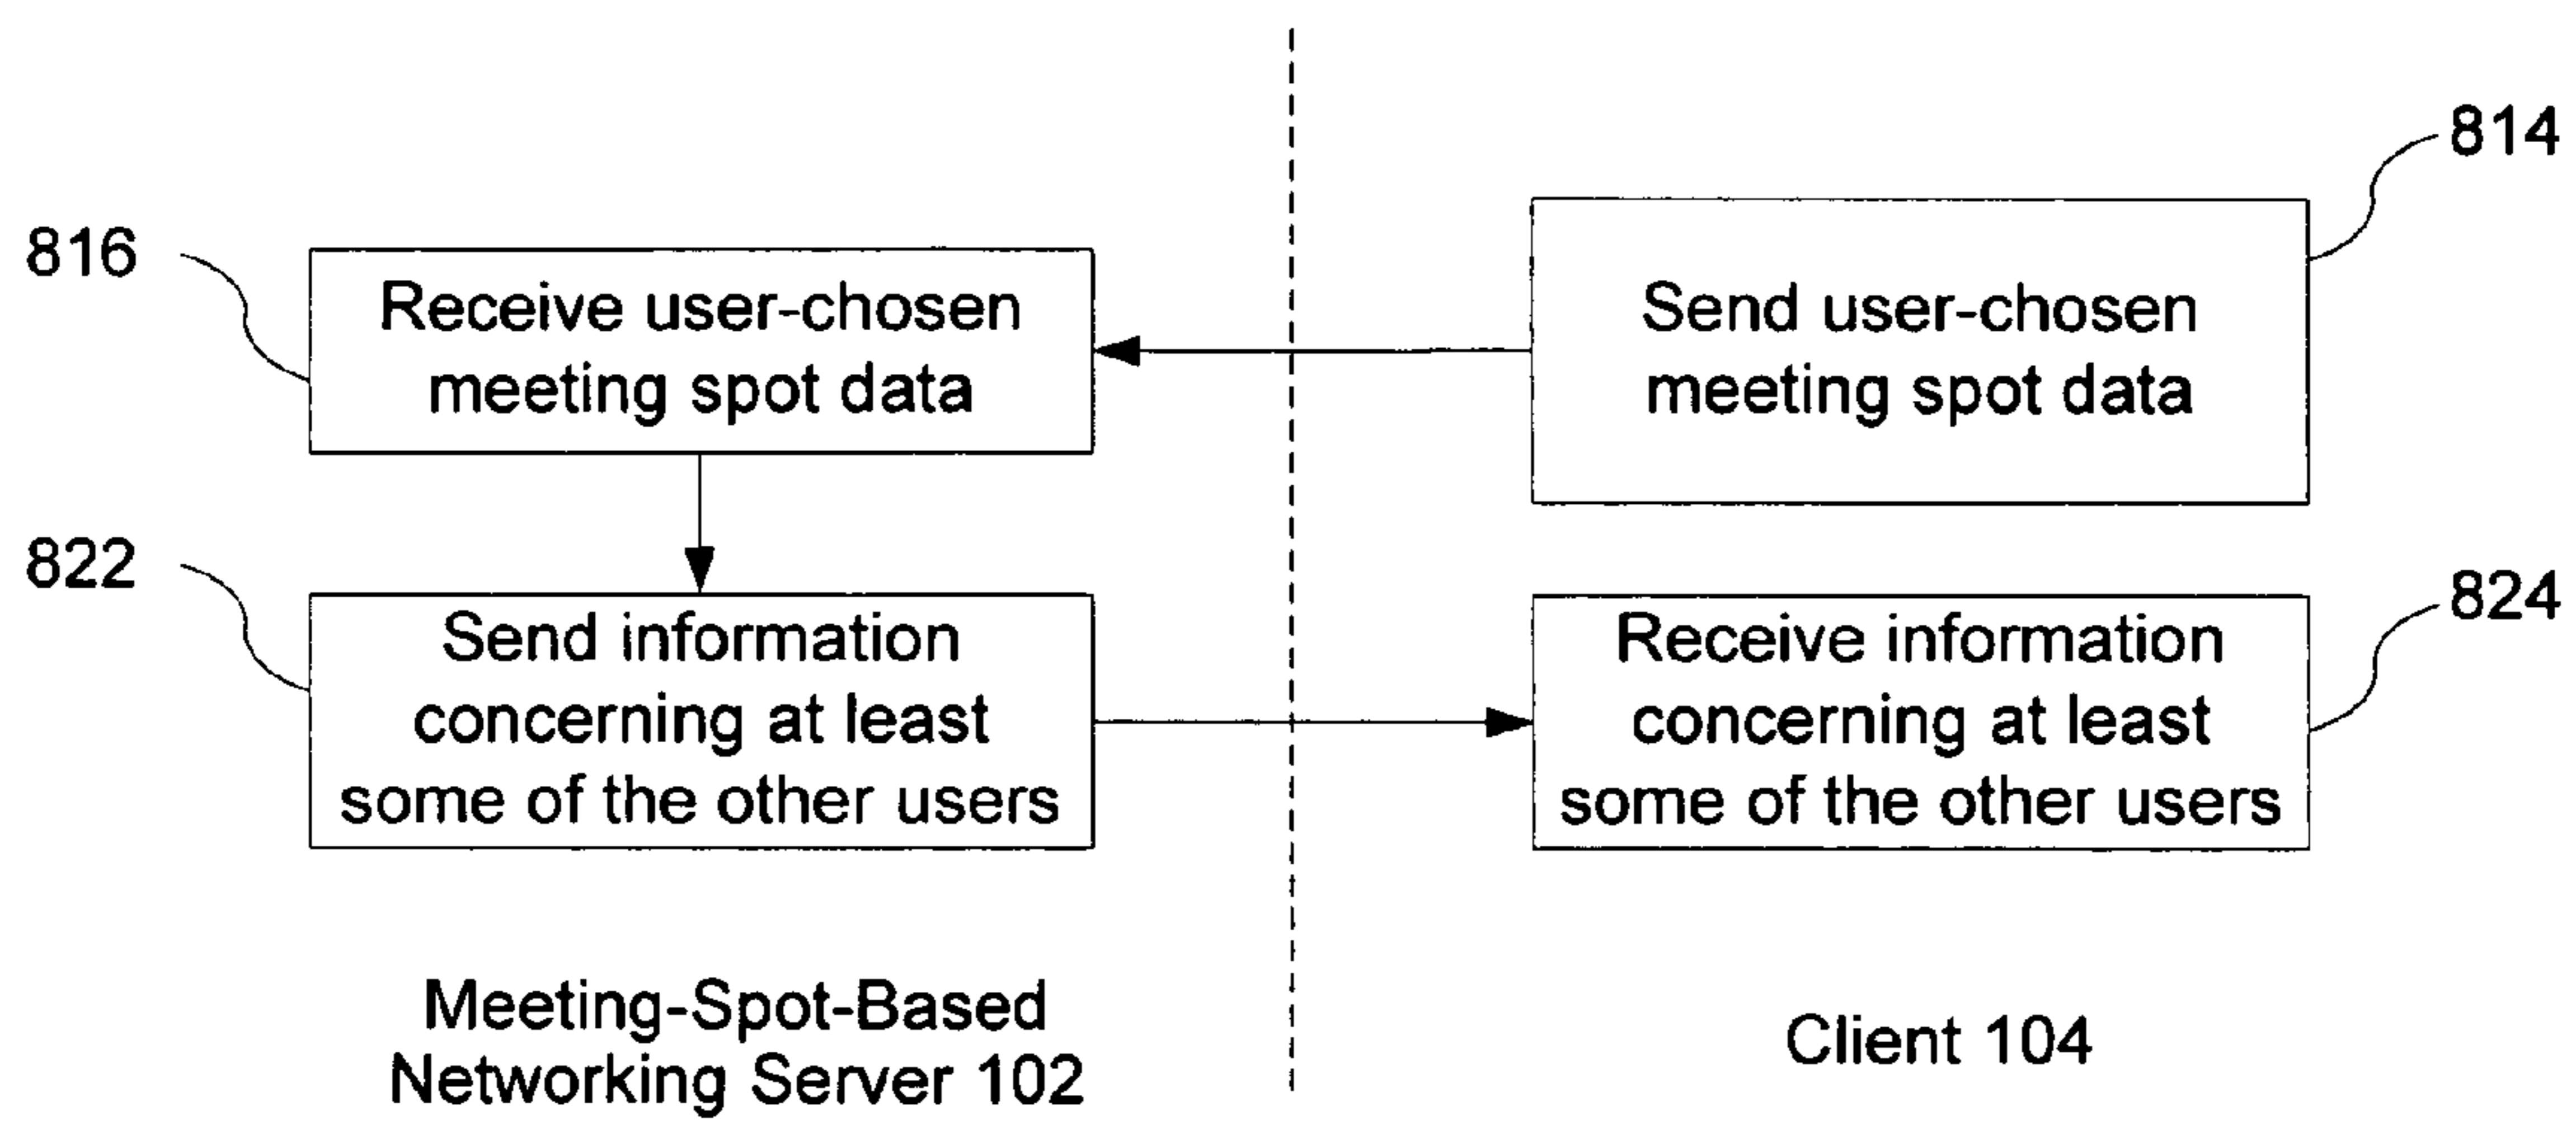 814
816
Receive user-chosen
meeting spot data
Send user-chosen
meeting spot data
822
Send information
concerning at least
some of the other users
824
Receive information
concerning at least
some of the other users
Meeting-Spot-Based
Networking Server 102
Client 104